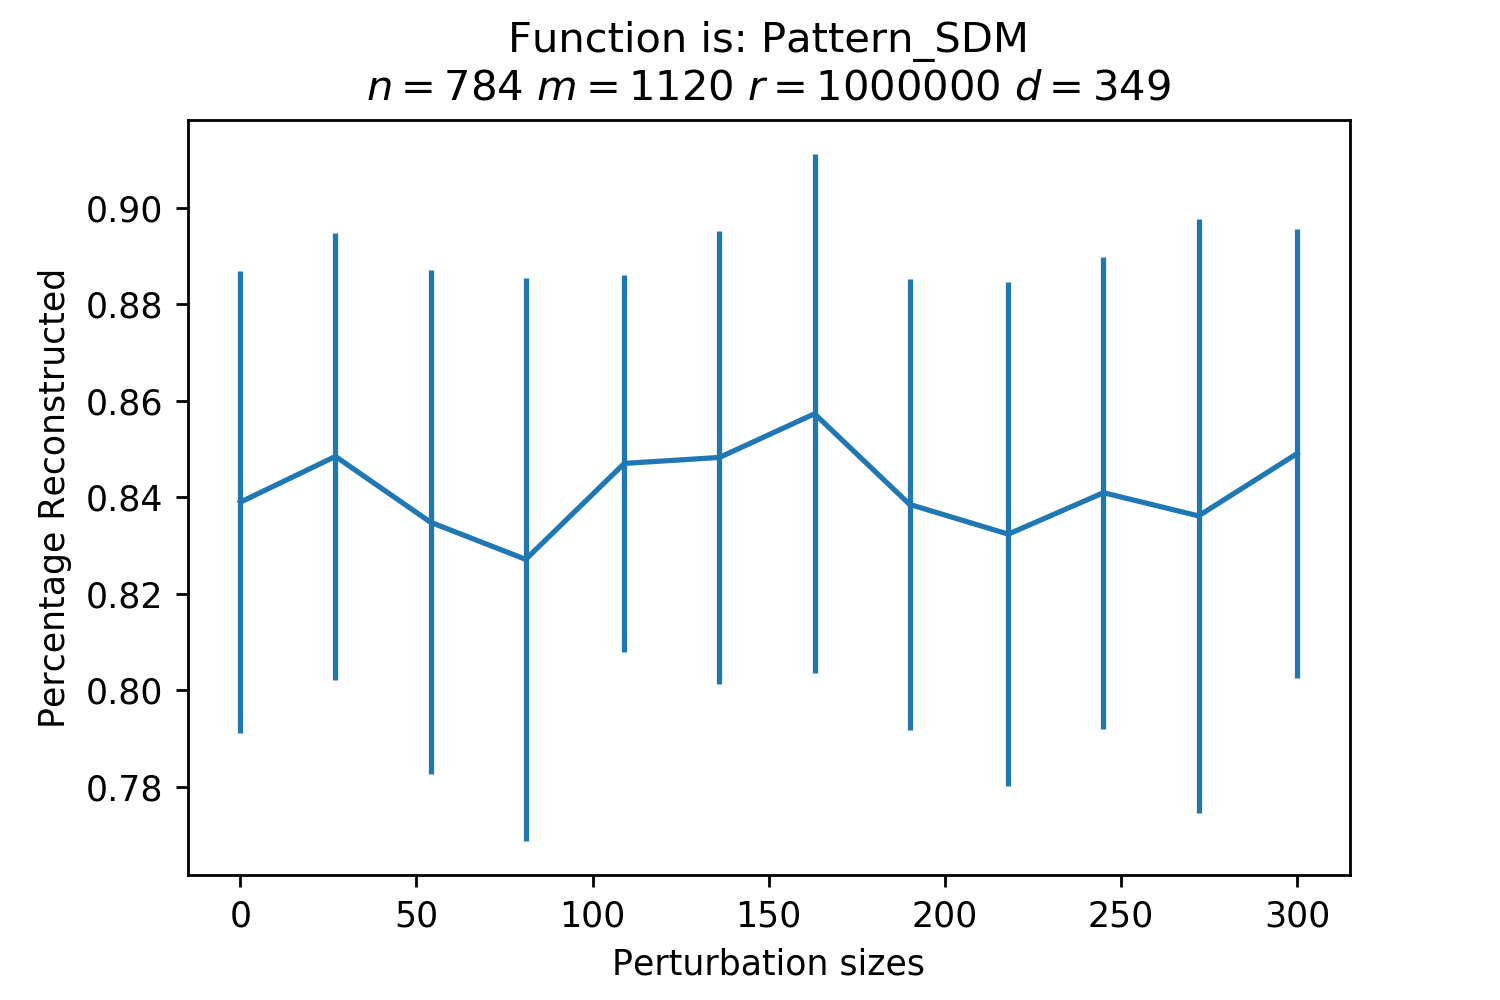 Function is: Pattern_SDM
n = 784 m = 1120 r = 1000000 d = 349
Percentage Reconstructed
0.90
0.88
0.86
0.84
0.82
0.80
0.78
0 50 100 150 200 250 300
Perturbation sizes